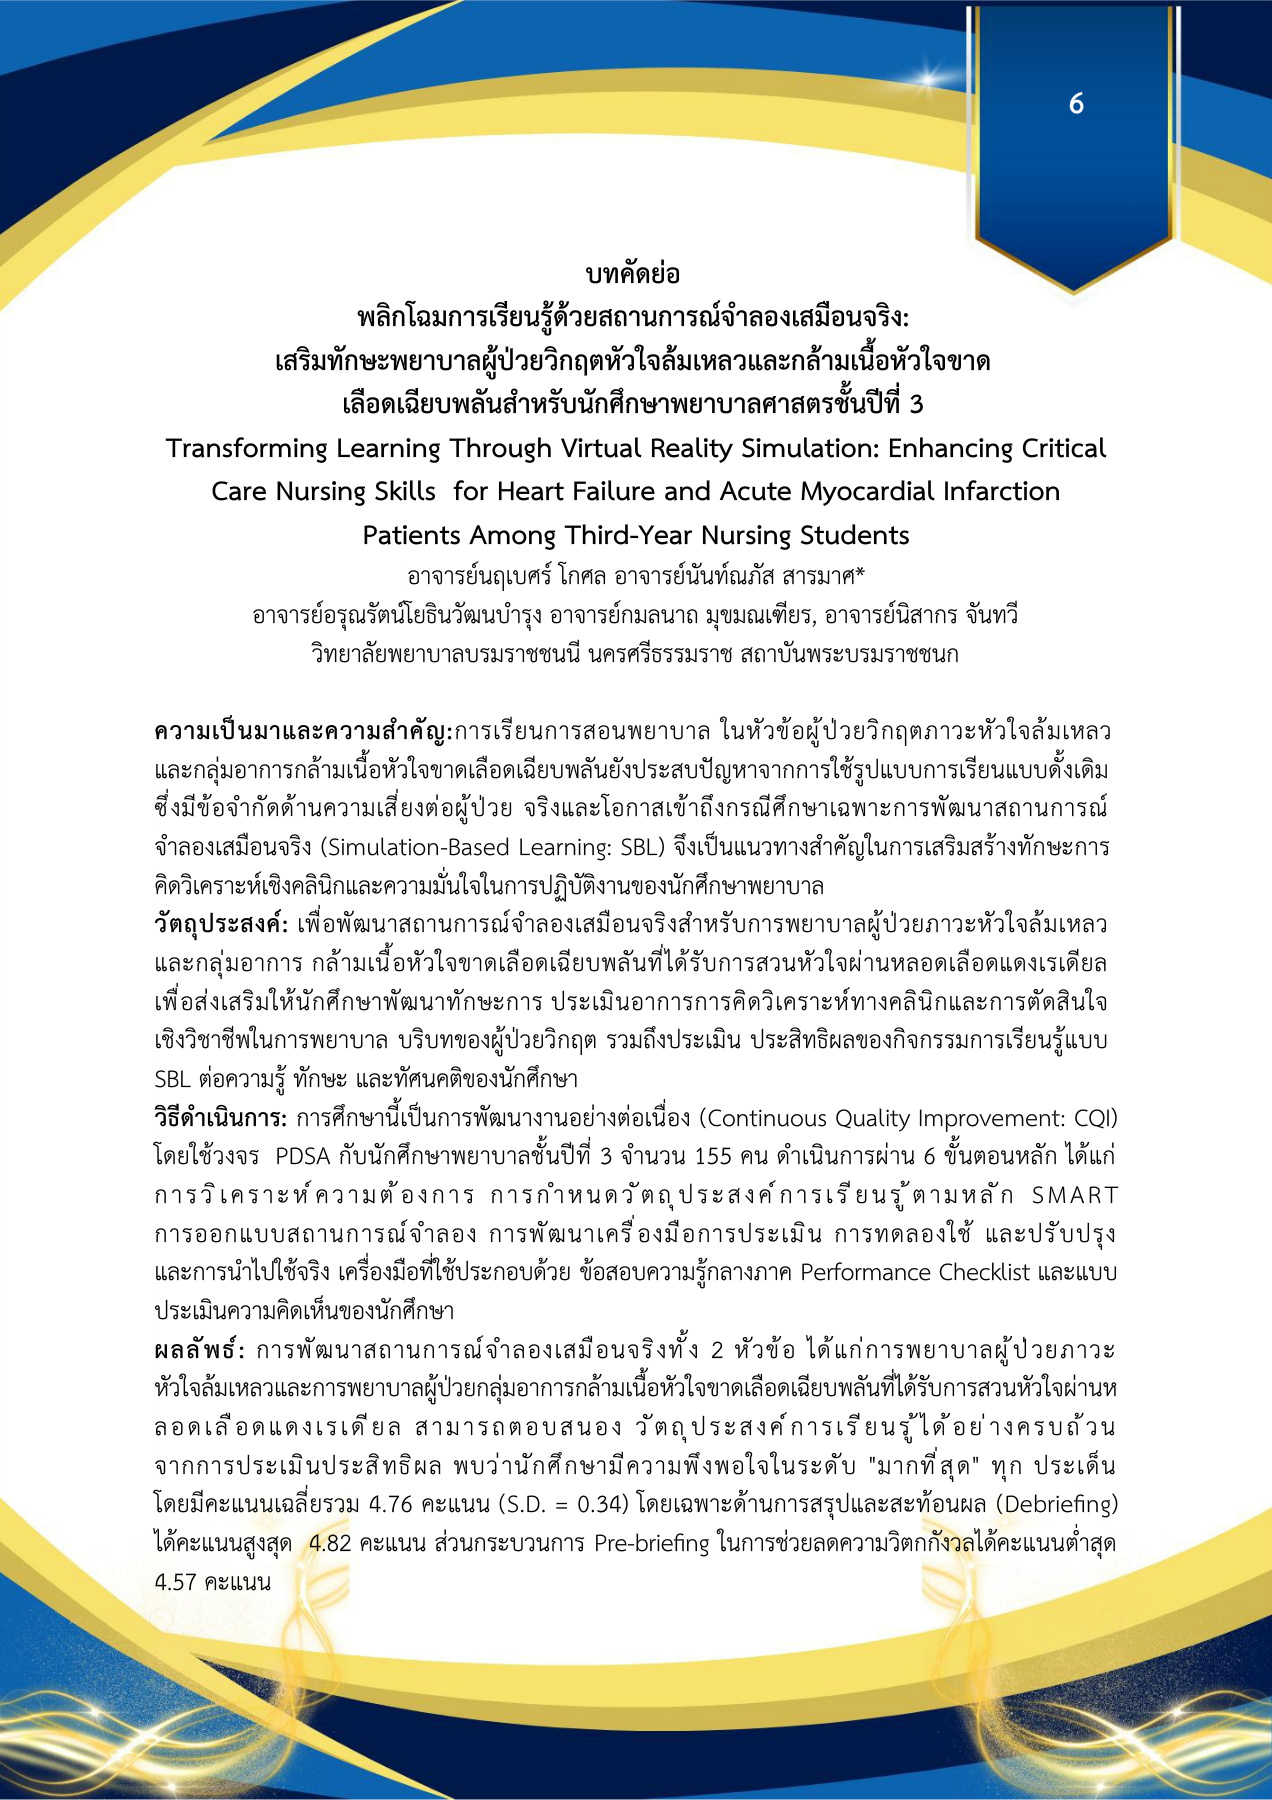 6
บทคัดย่อ
พลิกโฉมการเรียนรู้ด้วยสถานการณ์จำลองเสมือนจริง:
เสริมทักษะพยาบาลผู้ป่วยวิกฤตหัวใจล้มเหลวและกล้ามเนื้อหัวใจขาด
เลือดเฉียบพลันสำหรับนักศึกษาพยาบาลศาสตรชั้นปีที่ 3
Transforming Learning Through Virtual Reality Simulation: Enhancing Critical
Care Nursing Skills  for Heart Failure and Acute Myocardial Infarction
Patients Among Third-Year Nursing Students
อาจารย์นฤเบศร์ โกศล อาจารย์นันท์ณภัส สารมาศ*
อาจารย์อรุณรัตน์โยธินวัฒนบำรุง อาจารย์กมลนาถ มุขมณเฑียร, อาจารย์นิสากร จันทวี
วิทยาลัยพยาบาลบรมราชชนนี นครศรีธรรมราช สถาบันพระบรมราชชนก
ความเป็นมาและความสำคัญ:การเรียนการสอนพยาบาล ในหัวข้อผู้ป่วยวิกฤตภาวะหัวใจล้มเหลว
และกลุ่มอาการกล้ามเนื้อหัวใจขาดเลือดเฉียบพลันยังประสบปัญหาจากการใช้รูปแบบการเรียนแบบดั้งเดิม
ซึ่งมีข้อจำกัดด้านความเสี่ยงต่อผู้ป่วย จริงและโอกาสเข้าถึงกรณีศึกษาเฉพาะการพัฒนาสถานการณ์
จำลองเสมือนจริง (Simulation-Based Learning: SBL) จึงเป็นแนวทางสำคัญในการเสริมสร้างทักษะการ
คิดวิเคราะห์เชิงคลินิกและความมั่นใจในการปฏิบัติงานของนักศึกษาพยาบาล
วัตถุประสงค์: เพื่อพัฒนาสถานการณ์จำลองเสมือนจริงสำหรับการพยาบาลผู้ป่วยภาวะหัวใจล้มเหลว
และกลุ่มอาการ กล้ามเนื้อหัวใจขาดเลือดเฉียบพลันที่ได้รับการสวนหัวใจผ่านหลอดเลือดแดงเรเดียล
เพื่อส่งเสริมให้นักศึกษาพัฒนาทักษะการ ประเมินอาการการคิดวิเคราะห์ทางคลินิกและการตัดสินใจ
เชิงวิชาชีพในการพยาบาล บริบทของผู้ป่วยวิกฤต รวมถึงประเมิน ประสิทธิผลของกิจกรรมการเรียนรู้แบบ
SBL ต่อความรู้ ทักษะ และทัศนคติของนักศึกษา
วิธีดำเนินการ: การศึกษานี้เป็นการพัฒนางานอย่างต่อเนื่อง (Continuous Quality Improvement: CQI)
โดยใช้วงจร  PDSA กับนักศึกษาพยาบาลชั้นปีที่ 3 จำนวน 155 คน ดำเนินการผ่าน 6 ขั้นตอนหลัก ได้แก่
การวิเคราะห์ความต้องการ การกำหนดวัตถุประสงค์การเรียนรู้ตามหลัก SMART
การออกแบบสถานการณ์จำลอง การพัฒนาเครื่องมือการประเมิน การทดลองใช้ และปรับปรุง
และการนำไปใช้จริง เครื่องมือที่ใช้ประกอบด้วย ข้อสอบความรู้กลางภาค Performance Checklist และแบบ
ประเมินความคิดเห็นของนักศึกษา
ผลลัพธ์: การพัฒนาสถานการณ์จำลองเสมือนจริงทั้ง 2 หัวข้อ ได้แก่การพยาบาลผู้ป่วยภาวะ
หัวใจล้มเหลวและการพยาบาลผู้ป่วยกลุ่มอาการกล้ามเนื้อหัวใจขาดเลือดเฉียบพลันที่ได้รับการสวนหัวใจผ่านห
ลอดเลือดแดงเรเดียล สามารถตอบสนอง วัตถุประสงค์การเรียนรู้ได้อย่างครบถ้วน
จากการประเมินประสิทธิผล พบว่านักศึกษามีความพึงพอใจในระดับ "มากที่สุด" ทุก ประเด็น
โดยมีคะแนนเฉลี่ยรวม 4.76 คะแนน (S.D. = 0.34) โดยเฉพาะด้านการสรุปและสะท้อนผล (Debriefing)
ได้คะแนนสูงสุด  4.82 คะแนน ส่วนกระบวนการ Pre-briefing ในการช่วยลดความวิตกกังวลได้คะแนนต่ำสุด
4.57 คะแนน